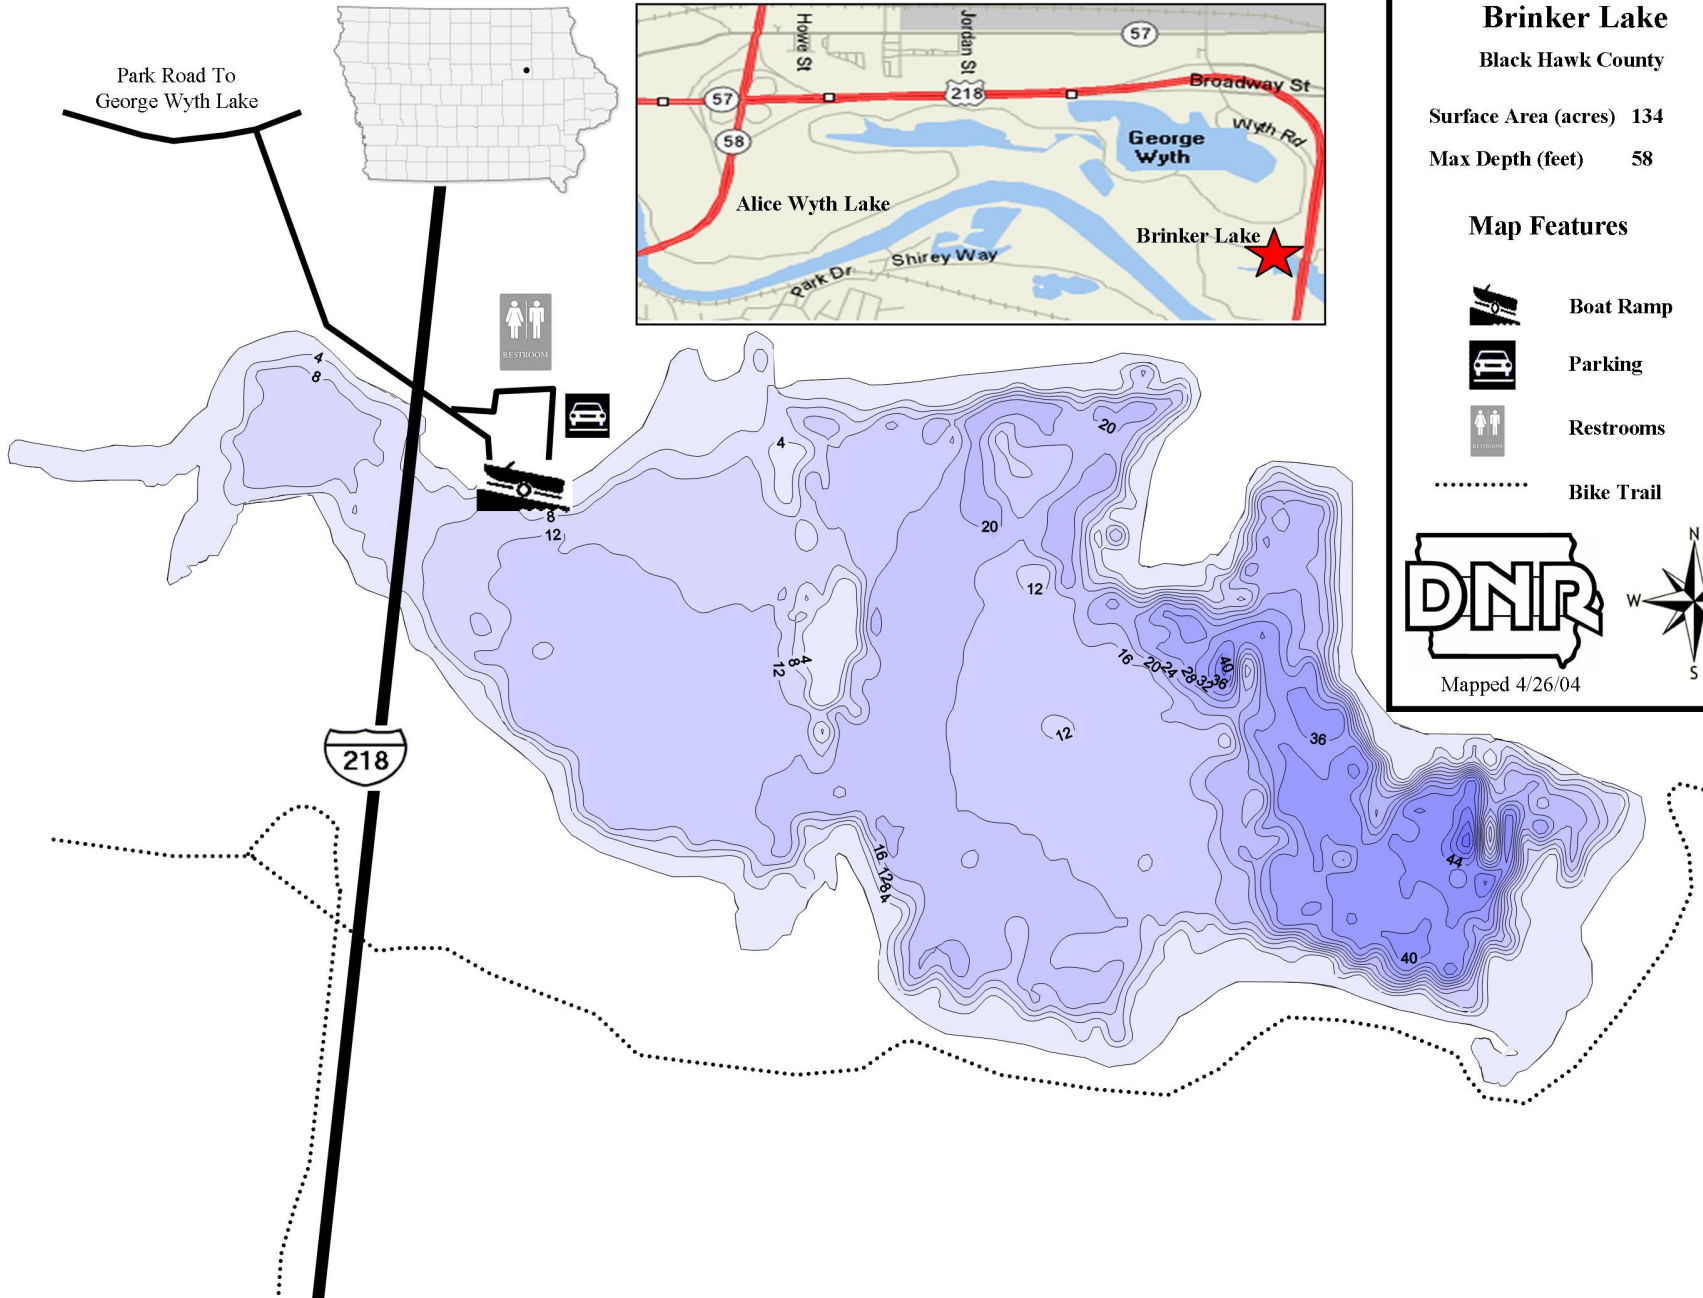 Park Road To
George Wyth Lake
57
58
57
218
Howe St
Jordan St
Broadway St
Wyth Rd
George
Wyth
Alice Wyth Lake
Brinker Lake
Shirey Way
Park Dr
Brinker Lake
Black Hawk County
Surface Area (acres) 134
Max Depth (feet) 58
Map Features
Boat Ramp
Parking
RESTROOM
Restrooms
Bike Trail
DNR
N
W
S
Mapped 4/26/04
RESTROOM
4
8
8
12
4
20
20
12
12
8
4
12
16
20
24
28
32
36
40
36
44
40
16
12
8
4
218